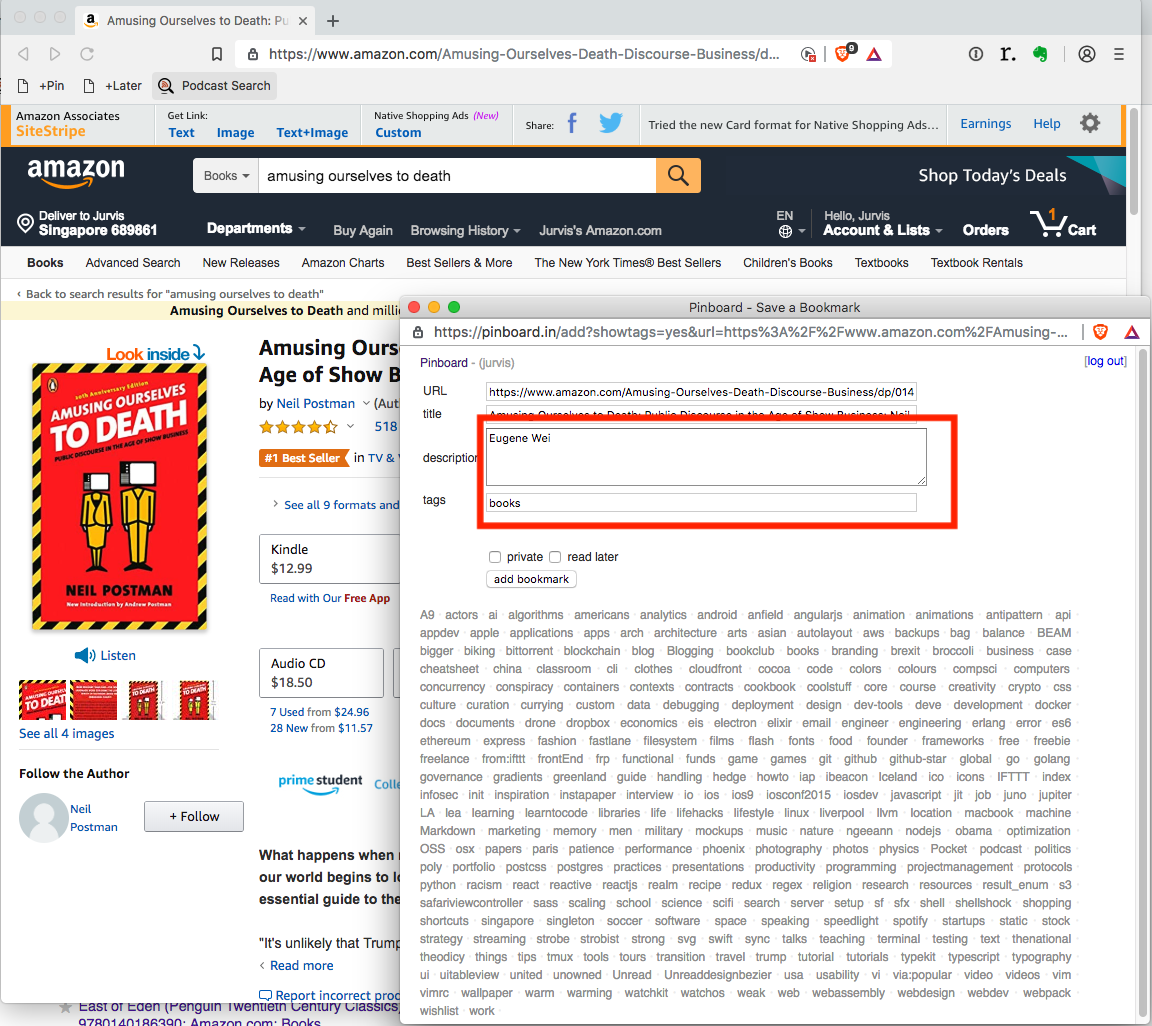 Amusing Ourselves to Death: Pu
https://www.amazon.com/Amusing-Ourselves-Death-Discourse-Business/d...
9
+Pin
+Later
Podcast Search
Amazon Associates
SiteStripe
Get Link:
Text Image Text+Image
Native Shopping Ads (New)
Custom
Share:
Tried the new Card format for Native Shopping Ads...
Earnings
Help
amazon
Books
amusing ourselves to death
Shop Today's Deals
Deliver to Jurvis
Singapore 689861
Departments
Buy Again
Browsing History
Jurvis's Amazon.com
EN
Hello, Jurvis
Account & Lists
Orders
1
Cart
Books Advanced Search New Releases Amazon Charts Best Sellers & More The New York Times® Best Sellers Children's Books Textbooks Textbook Rentals
‹ Back to search results for "amusing ourselves to death"
Amusing Ourselves to Death and milli
Look inside
20th Anniversary Edition
AMUSING OURSELVES
TO DEATH
PUBLIC DISCOURSE IN THE AGE OF SHOW BUSINESS
NEIL POSTMAN
New Introduction by Andrew Postman
Listen
See all 4 images
Follow the Author
Neil
Postman
+ Follow
Amusing Ours
Age of Show B
by Neil Postman (Aut
518
#1 Best Seller in TV &
See all 9 formats and
Kindle
$12.99
Read with Our Free App
Audio CD
$18.50
7 Used from $24.96
28 New from $11.57
prime student
Colle
What happens when
our world begins to lo
essential guide to the
"It's unlikely that Trump
‹ Read more
Report incorrect prod
East of Eden (Penguin Twentieth Century Classics)
9780140186390: Amazon.com: Books
Pinboard - Save a Bookmark
https://pinboard.in/add?showtags=yes&url=https%3A%2F%2Fwww.amazon.com%2FAmusing-...
Pinboard - (jurvis)
[log out]
URL
https://www.amazon.com/Amusing-Ourselves-Death-Discourse-Business/dp/014
title
Amusing Ourselves to Death: Public Discourse in the Age of Show Business: Neil
description
Eugene Wei
tags
books
private read later
add bookmark
A9 · actors · ai · algorithms · americans · analytics · android · anfield · angularjs · animation · animations · antipattern · api
appdev · apple · applications · apps · arch · architecture · arts · asian · autolayout · aws · backups · bag · balance · BEAM
bigger · biking · bittorrent · blockchain · blog · Blogging · bookclub · books · branding · brexit · broccoli · business · case
cheatsheet · china · classroom · cli · clothes · cloudfront · cocoa · code · colors · colours · compsci · computers
concurrency · conspiracy · containers · contexts · contracts · cookbook · coolstuff · core · course · creativity · crypto · css
culture · curation · currying · custom · data · debugging · deployment · design · dev-tools · deve · development · docker
docs · documents · drone · dropbox · economics · eis · electron · elixir · email · engineer · engineering · erlang · error · es6
ethereum · express · fashion · fastlane · filesystem · films · flash · fonts · food · founder · frameworks · free · freebie
freelance · from:ifttt · frontEnd · frp · functional · funds · game · games · git · github · github-star · global · go · golang
governance · gradients · greenland · guide · handling · hedge · howto · iap · ibeacon · Iceland · ico · icons · IFTTT · index
infosec · init · inspiration · instapaper · interview · io · ios · ios9 · iosconf2015 · iosdev · javascript · jit · job · juno · jupiter
LA · lea · learning · learntocode · libraries · life · lifehacks · lifestyle · linux · liverpool · llvm · location · macbook · machine
Markdown · marketing · memory · men · military · mockups · music · nature · ngeeann · nodejs · obama · optimization
OSS · osx · papers · paris · patience · performance · phoenix · photography · photos · physics · Pocket · podcast · politics
poly · portfolio · postcss · postgres · practices · presentations · productivity · programming · projectmanagement · protocols
python · racism · react · reactive · reactjs · realm · recipe · redux · regex · religion · research · resources · result_enum · s3
safariviewcontroller · sass · scaling · school · science · scifi · search · server · setup · sf · sfx · shell · shellshock · shopping
shortcuts · singapore · singleton · soccer · software · space · speaking · speedlight · spotify · startups · static · stock
strategy · streaming · strobe · strobist · strong · svg · swift · sync · talks · teaching · terminal · testing · text · thenational
theodicy · things · tips · tmux · tools · tours · transition · travel · trump · tutorial · tutorials · typekit · typescript · typography
ui · uitableview · united · unowned · Unread · Unreaddesignbezier · usa · usability · vi · via:popular · video · videos · vim
vimrc · wallpaper · warm · warming · watchkit · watchos · weak · web · webassembly · webdesign · webdev · webpack
wishlist · work ·